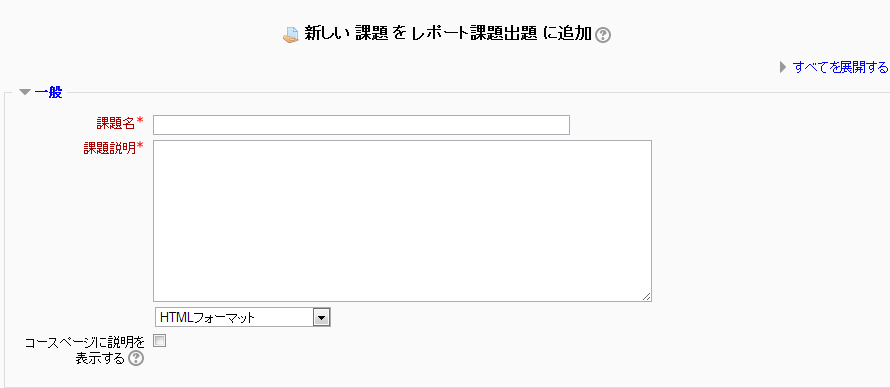 新しい 課題 を レポート課題出題 に追加 ?
すべてを展開する
一般
課題名*
課題説明*
HTMLフォーマット
コースページに説明を
表示する ?